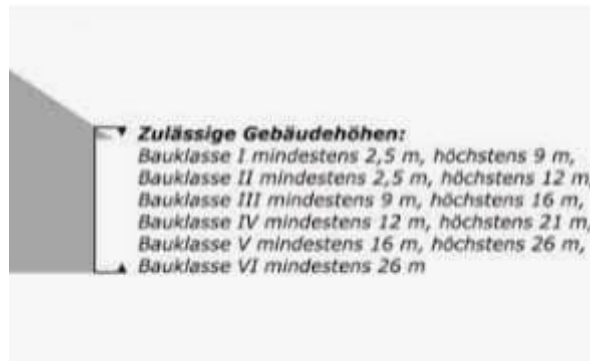 Zulässige Gebäudehöhen:
Bauklasse I mindestens 2,5 m, höchstens 9 m,
Bauklasse II mindestens 2,5 m, höchstens 12 m,
Bauklasse III mindestens 9 m, höchstens 16 m,
Bauklasse IV mindestens 12 m, höchstens 21 m,
Bauklasse V mindestens 16 m, höchstens 26 m,
Bauklasse VI mindestens 26 m